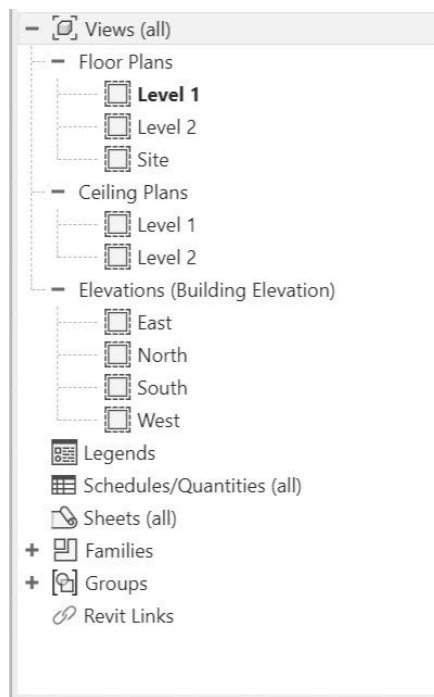 Views (all)
Floor Plans
Level 1
Level 2
Site
Ceiling Plans
Level 1
Level 2
Elevations (Building Elevation)
East
North
South
West
Legends
Schedules/Quantities (all)
Sheets (all)
Families
Groups
Revit Links